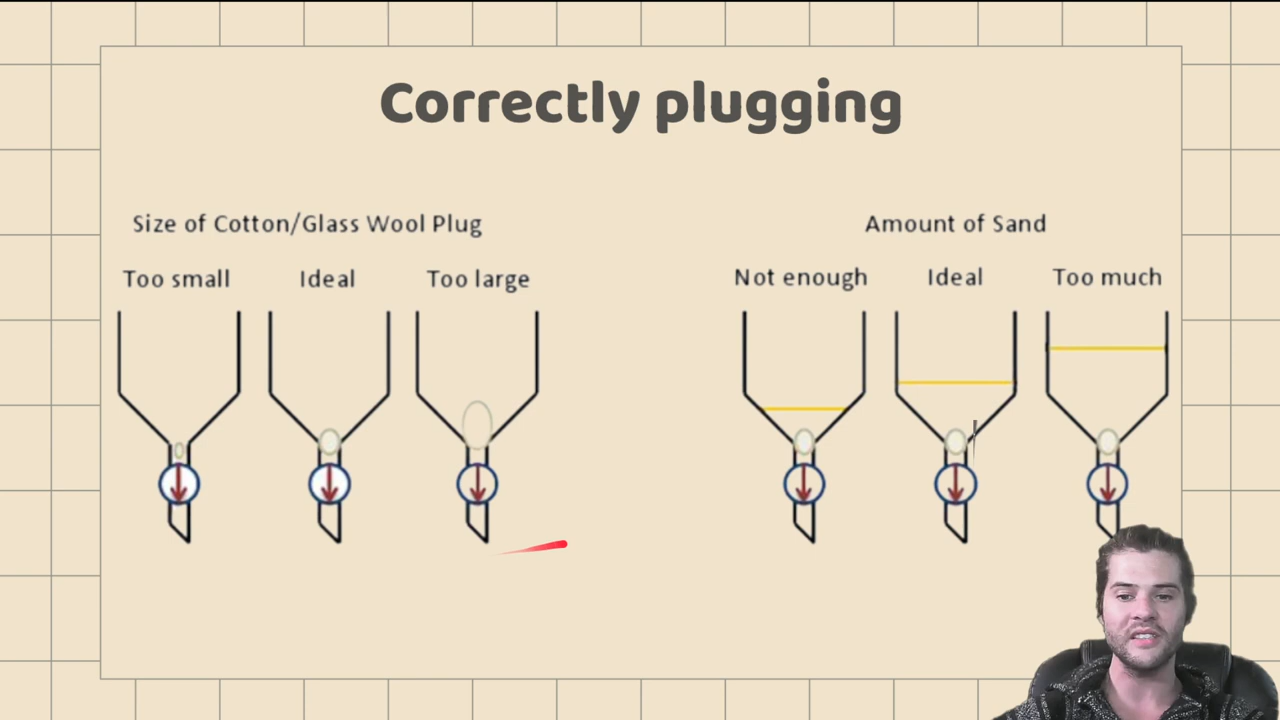 Correctly plugging
Size of Cotton/Glass Wool Plug
Too small Ideal Too large
Amount of Sand
Not enough Ideal Too much